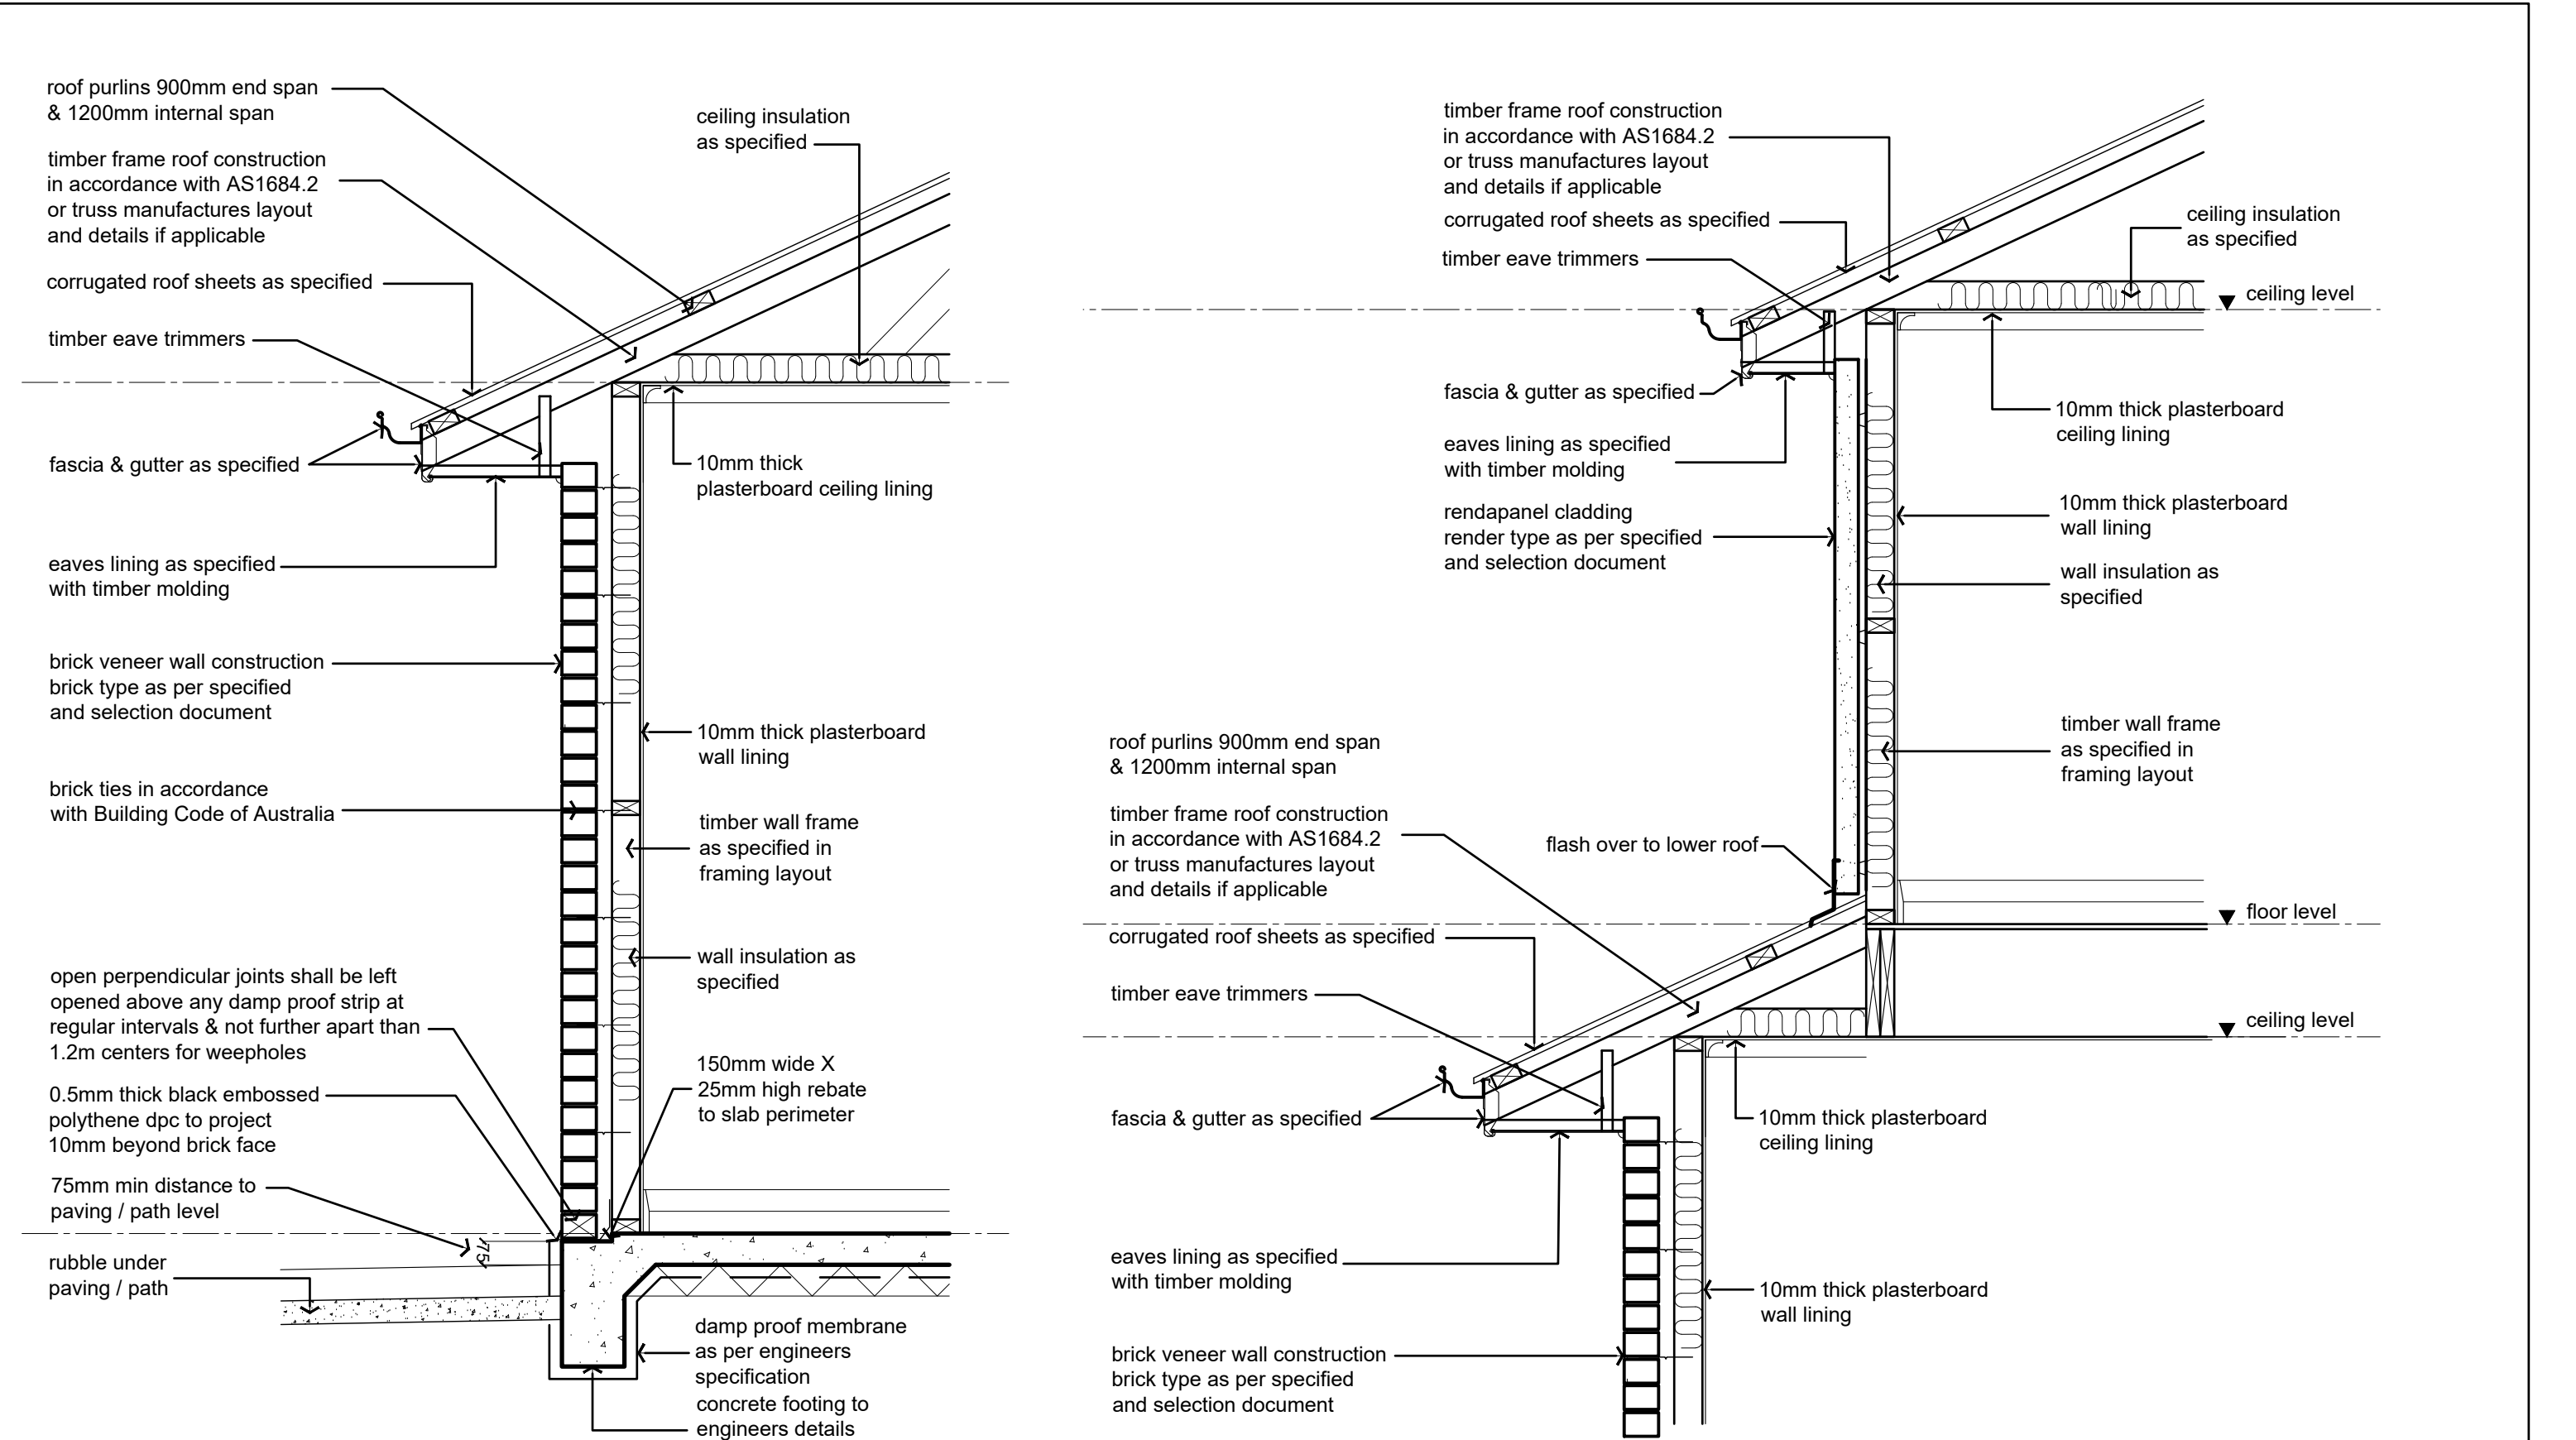 roof purlins 900mm end span
& 1200mm internal span
timber frame roof construction
in accordance with AS1684.2
or truss manufactures layout
and details if applicable
corrugated roof sheets as specified
timber eave trimmers
fascia & gutter as specified
eaves lining as specified
with timber molding
brick veneer wall construction
brick type as per specified
and selection document
brick ties in accordance
with Building Code of Australia
open perpendicular joints shall be left
opened above any damp proof strip at
regular intervals & not further apart than
1.2m centers for weepholes
0.5mm thick black embossed
polythene dpc to project
10mm beyond brick face
75mm min distance to
paving / path level
75
rubble under
paving / path
ceiling insulation
as specified
10mm thick
plasterboard ceiling lining
10mm thick plasterboard
wall lining
timber wall frame
as specified in
framing layout
wall insulation as
specified
150mm wide X
25mm high rebate
to slab perimeter
damp proof membrane
as per engineers
specification
concrete footing to
engineers details
timber frame roof construction
in accordance with AS1684.2
or truss manufactures layout
and details if applicable
corrugated roof sheets as specified
timber eave trimmers
fascia & gutter as specified
eaves lining as specified
with timber molding
rendapanel cladding
render type as per specified
and selection document
ceiling insulation
as specified
ceiling level
10mm thick plasterboard
ceiling lining
10mm thick plasterboard
wall lining
wall insulation as
specified
timber wall frame
as specified in
framing layout
floor level
ceiling level
roof purlins 900mm end span
& 1200mm internal span
timber frame roof construction
in accordance with AS1684.2
or truss manufactures layout
and details if applicable
flash over to lower roof
corrugated roof sheets as specified
timber eave trimmers
fascia & gutter as specified
eaves lining as specified
with timber molding
brick veneer wall construction
brick type as per specified
and selection document
10mm thick plasterboard
ceiling lining
10mm thick plasterboard
wall lining